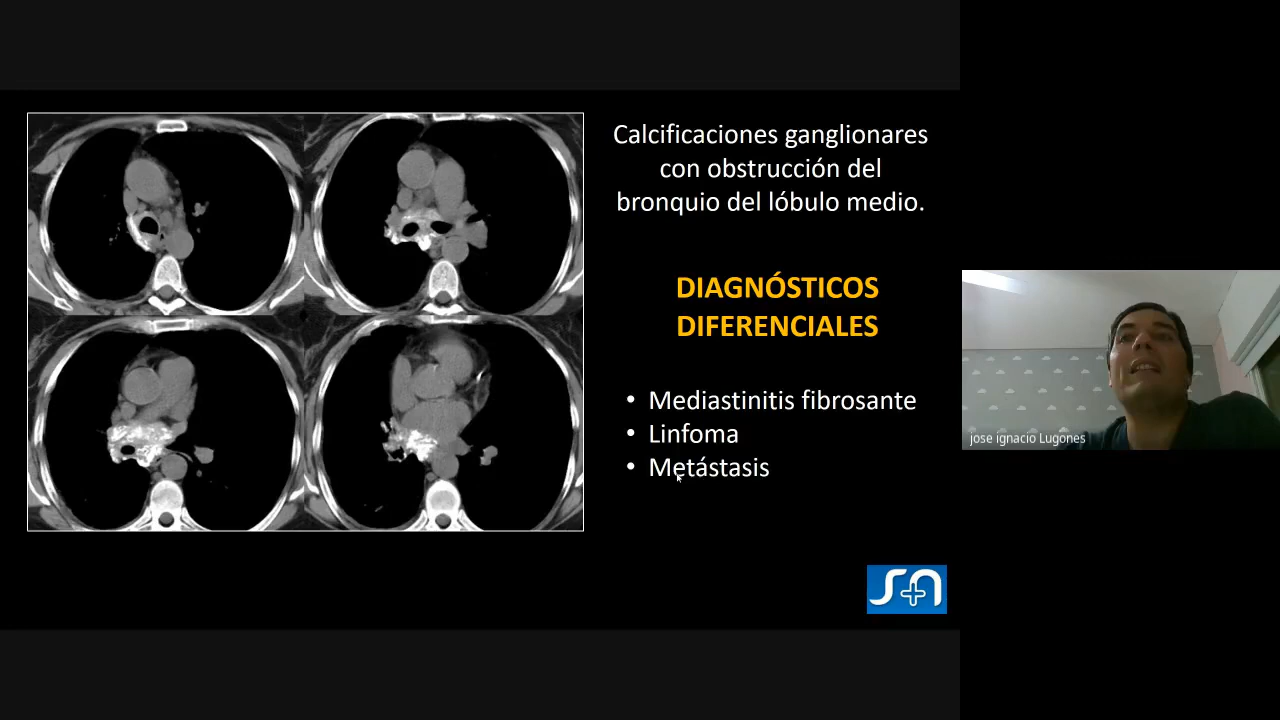 Calcificaciones ganglionares
con obstrucción del
bronquio del lóbulo medio.
DIAGNÓSTICOS
DIFERENCIALES
• Mediastinitis fibrosante
• Linfoma
• Metástasis
jose ignacio Lugones